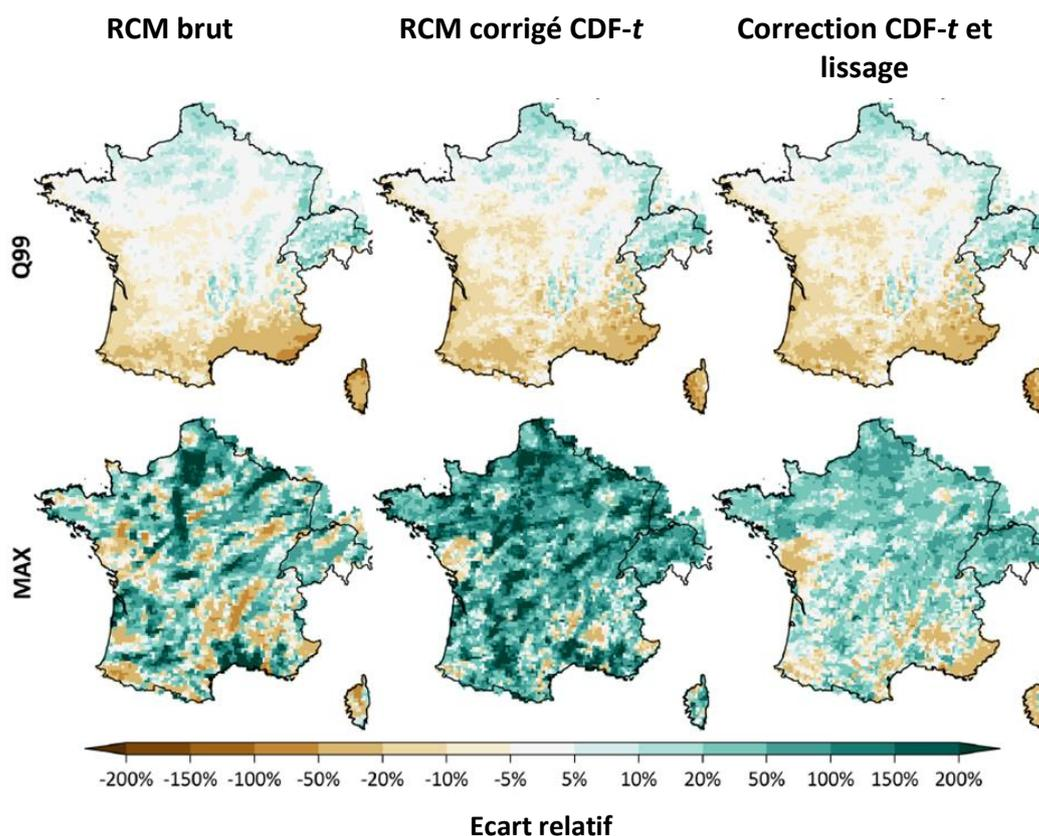 RCM brut
RCM corrigé CDF-t
Correction CDF-t et
lissage
Q99
MAX
-200% -150% -100% -50% -20% -10% -5% 5% 10% 20% 50% 100% 150% 200%
Ecart relatif